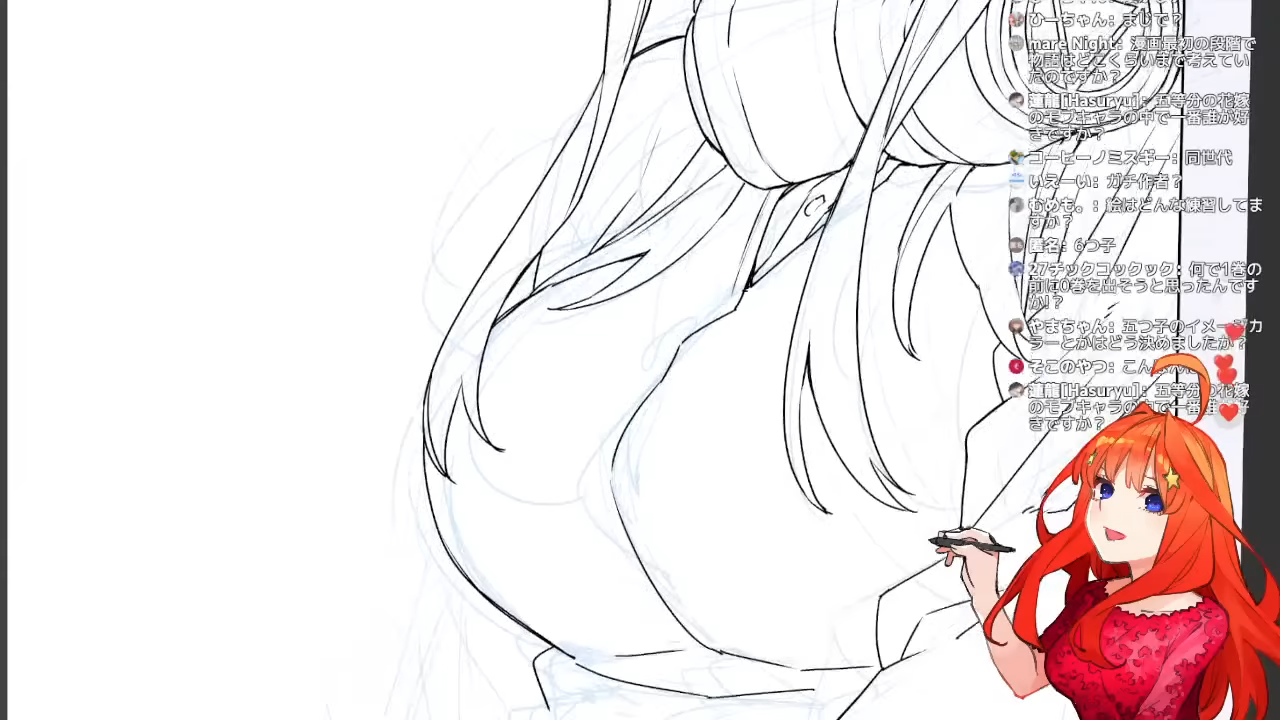 ひーちゃん: まじで?
mare Night: 漫画最初の段階で
物語はどこくらいまで考えてい
たのですか?
蓮龍[Hasuryu]: 五等分の花嫁
のモブキャラの中で一番誰が好
きですか?
コーヒーノミスギー: 同世代
いえーい: ガチ作者?
むめも。: 絵はどんな練習してま
すか?
匿名: 6つ子
27チックコックック: 何で1巻の
前に0巻を出そうと思ったんです
か!?
やまちゃん: 五つ子のイメージカ
ラーとかはどう決めましたか?
そこのやつ: こんばんは
蓮龍[Hasuryu]: 五等分の花嫁
のモブキャラの中で一番誰が好
きですか?